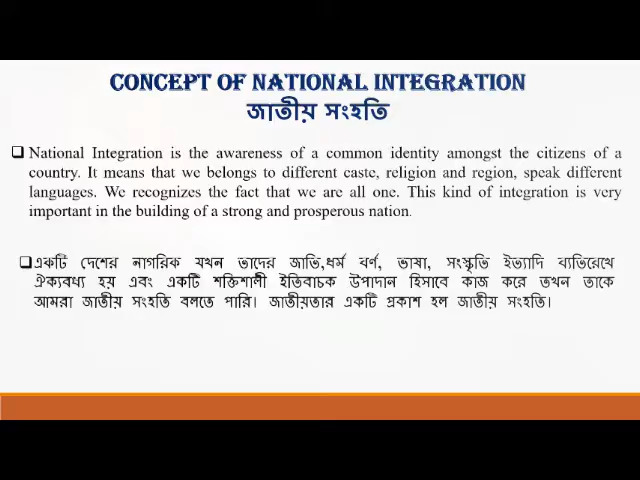 CONCEPT OF NATIONAL INTEGRATION
জাতীয় সংহতি
National Integration is the awareness of a common identity amongst the citizens of a
country. It means that we belongs to different caste, religion and region, speak different
languages. We recognizes the fact that we are all one. This kind of integration is very
important in the building of a strong and prosperous nation.
একটি দেশের নাগরিক যখন তাদের জাতি,ধর্ম বর্ণ, ভাষা, সংস্কৃতি ইত্যাদি ব্যতিরেখে
ঐক্যবধ্য হয় এবং একটি শক্তিশালী ইতিবাচক উপাদান হিসাবে কাজ করে তখন তাকে
আমরা জাতীয় সংহতি বলতে পারি। জাতীয়তার একটি প্রকাশ হল জাতীয় সংহতি।